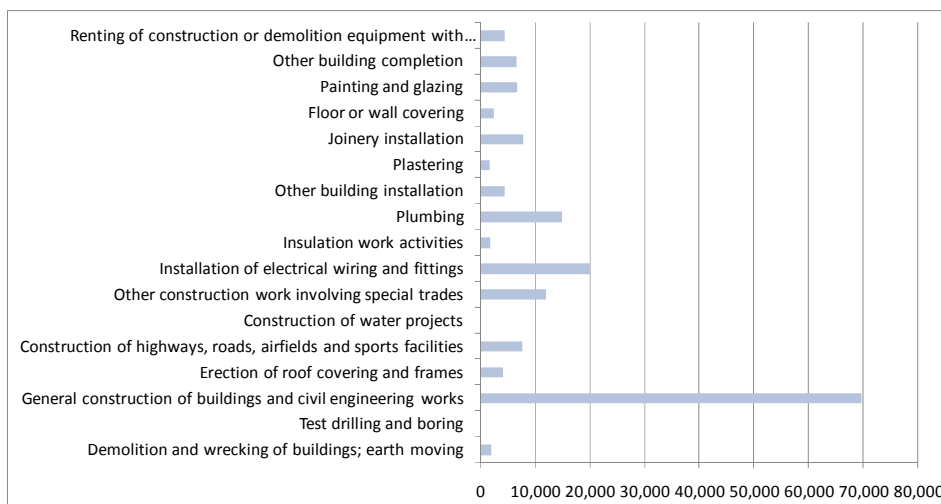 Renting of construction or demolition equipment with...
Other building completion
Painting and glazing
Floor or wall covering
Joinery installation
Plastering
Other building installation
Plumbing
Insulation work activities
Installation of electrical wiring and fittings
Other construction work involving special trades
Construction of water projects
Construction of highways, roads, airfields and sports facilities
Erection of roof covering and frames
General construction of buildings and civil engineering works
Test drilling and boring
Demolition and wrecking of buildings; earth moving
0 10,000 20,000 30,000 40,000 50,000 60,000 70,000 80,000